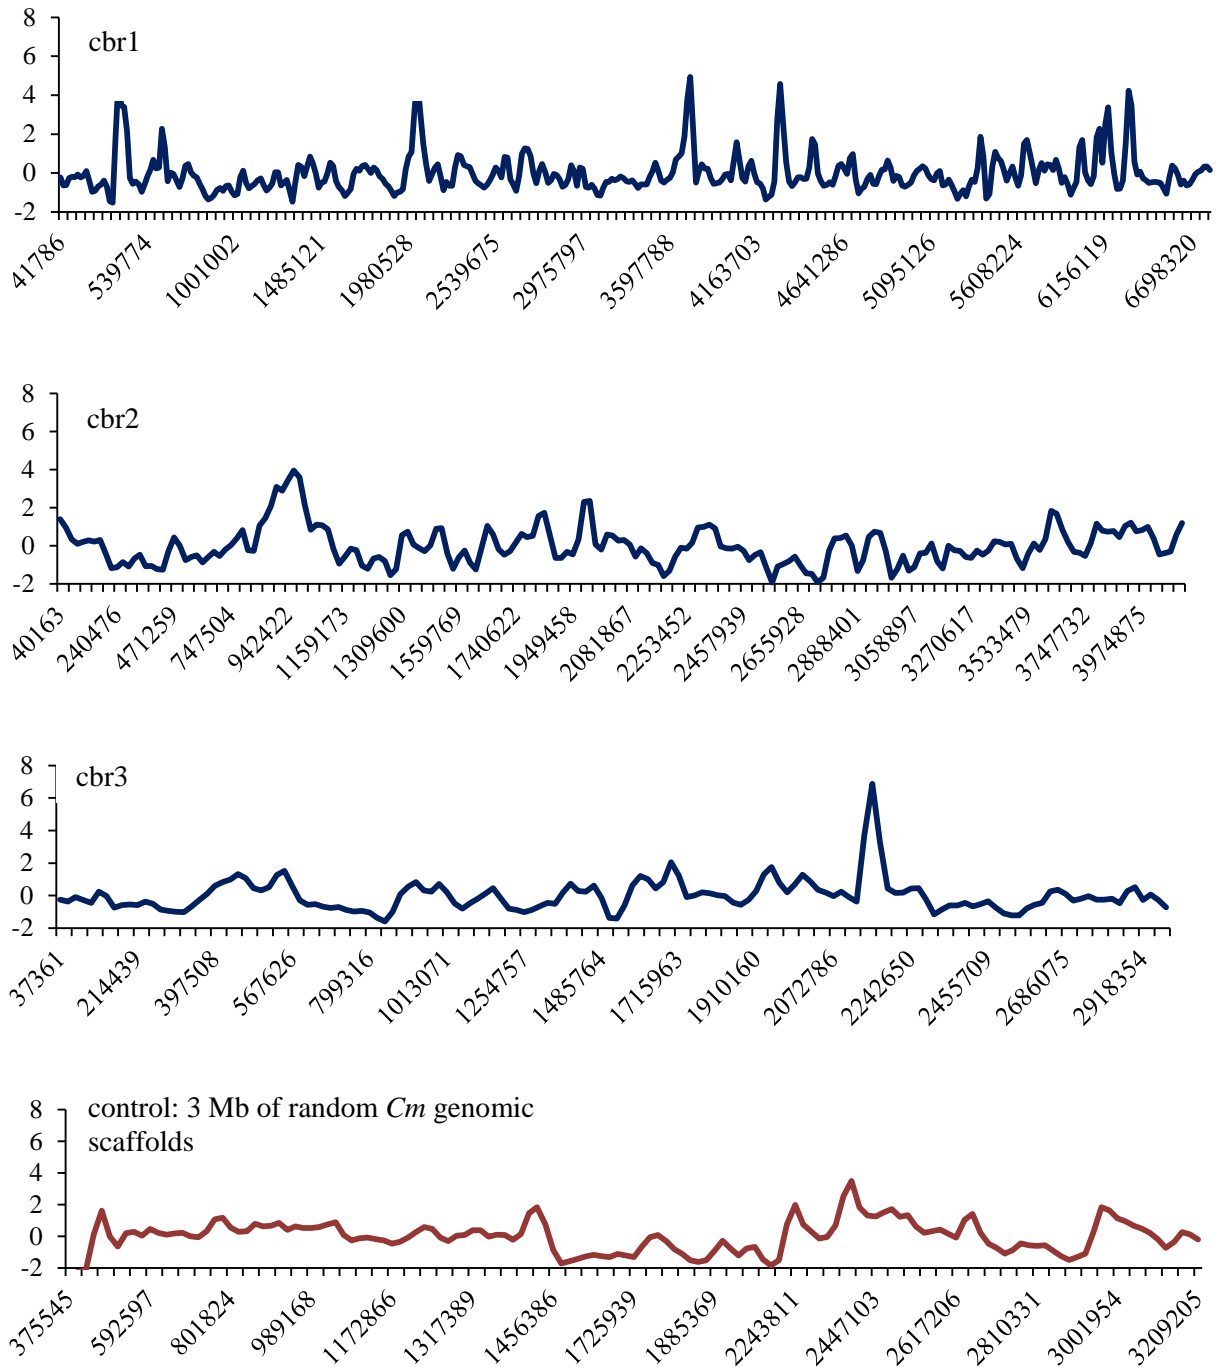 8
cbr1
6
4
2
0
-2
41786 539774 1001002 1485121 1980528 2539675 2975797 3597788 4163703 4641286 5095126 5608224 6156119 6698320
8
cbr2
6
4
2
0
-2
40163 240476 471259 747504 942422 1159173 1309600 1559769 1740622 1949458 2081867 2253452 2457939 2655928 2888401 3058897 3270617 3533479 3747732 3974875
8
cbr3
6
4
2
0
-2
37361 214439 397508 567626 799316 1013071 1254757 1485764 1715963 1910160 2072786 2242650 2455709 2686075 2918354
8
control: 3 Mb of random Cm genomic
scaffolds
6
4
2
0
-2
375545 592597 801824 989168 1172866 1317389 1456386 1725939 1885369 2243811 2447103 2617206 2810331 3001954 3209205